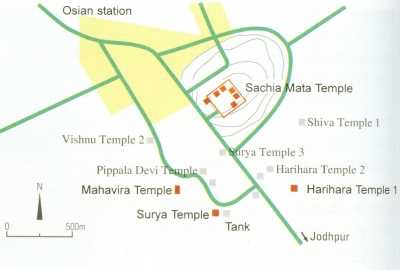 Osian station
Sachia Mata Temple
Shiva Temple 1
Vishnu Temple 2
Surya Temple 3
Pippala Devi Temple
Harihara Temple 2
Mahavira Temple
Harihara Temple 1
Surya Temple
Tank
Jodhpur
N
0 500m